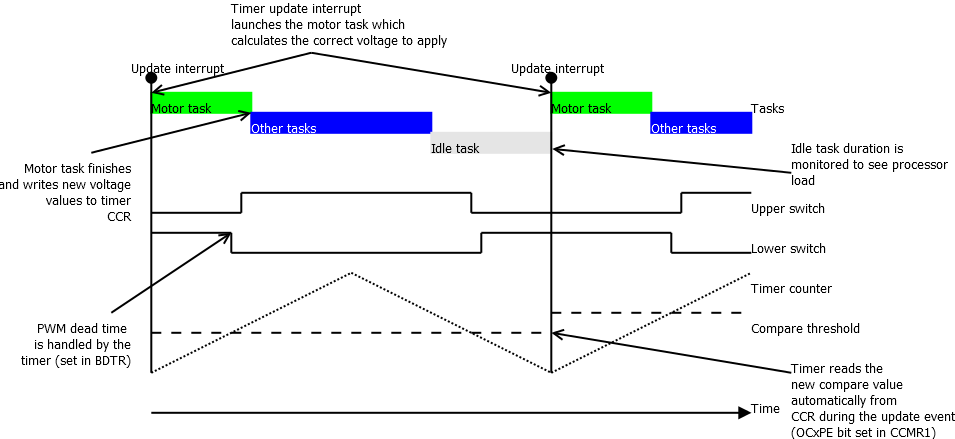 Timer update interrupt
launches the motor task which
calculates the correct voltage to apply
Update interrupt
Update interrupt
Motor task
Motor task
Tasks
Other tasks
Other tasks
Idle task
Idle task duration is
monitored to see processor
load
Motor task finishes
and writes new voltage
values to timer
CCR
Upper switch
Lower switch
Timer counter
PWM dead time
is handled by the
timer (set in BDTR)
Compare threshold
Timer reads the
new compare value
automatically from
CCR during the update event
(OCxPE bit set in CCMR1)
Time